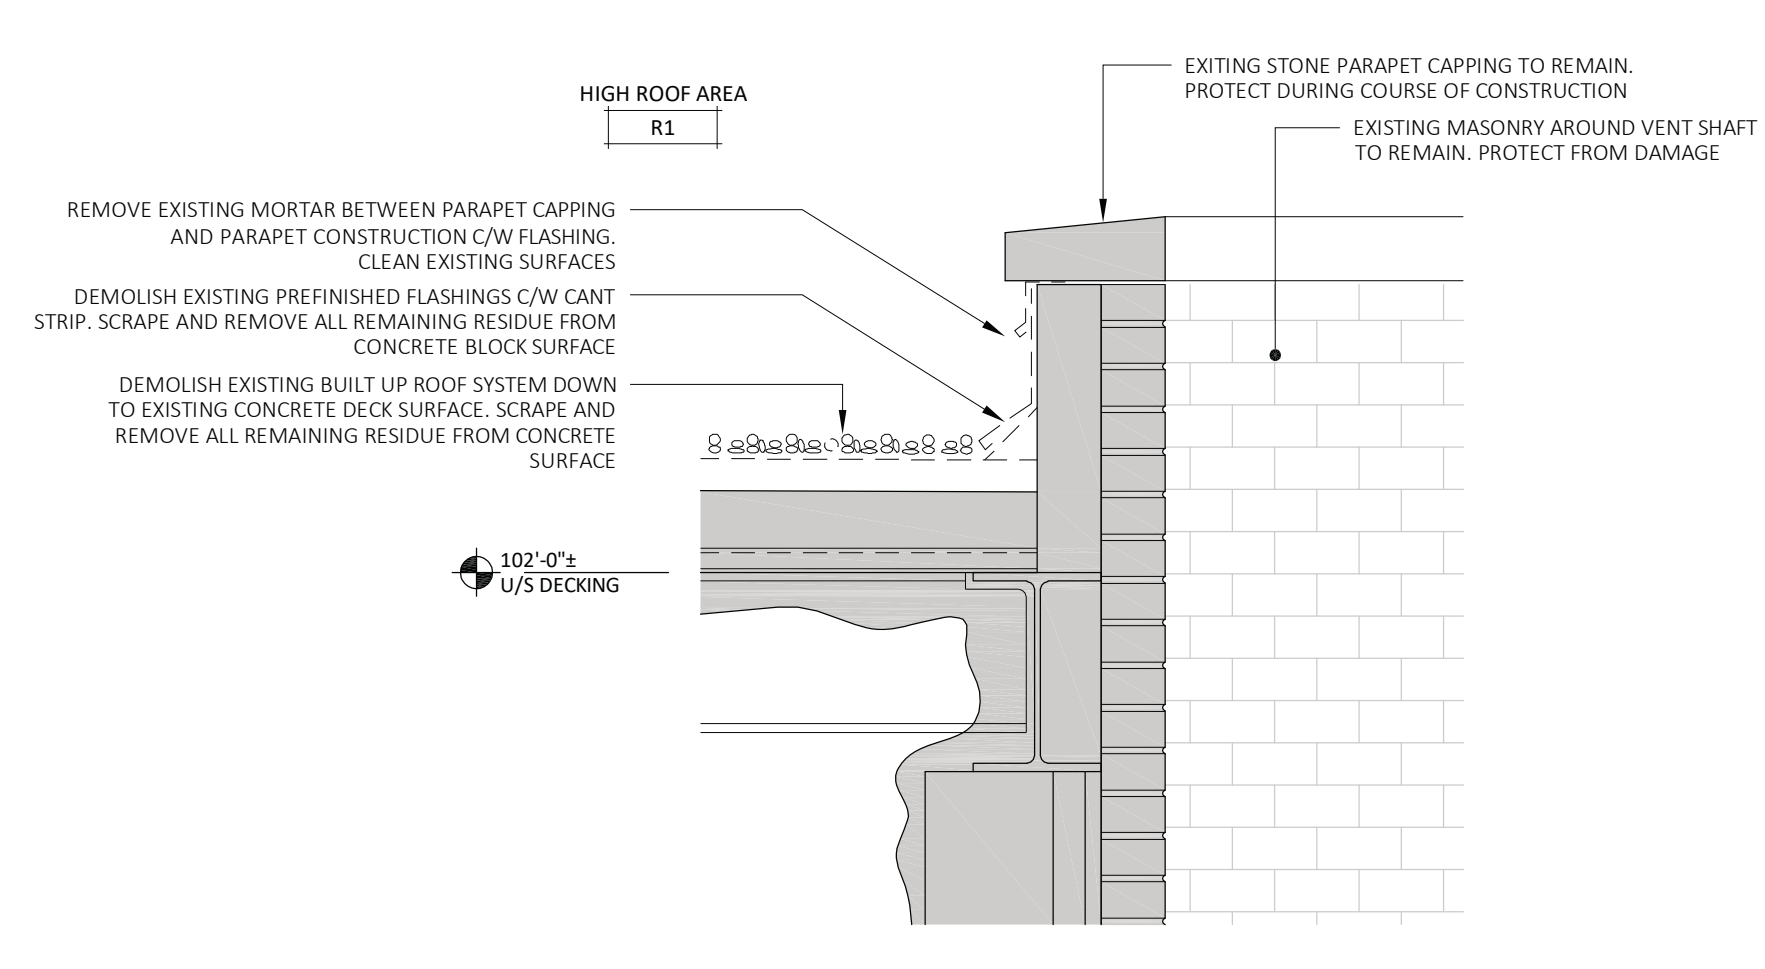 EXITING STONE PARAPET CAPPING TO REMAIN.
PROTECT DURING COURSE OF CONSTRUCTION
HIGH ROOF AREA
R1
EXISTING MASONRY AROUND VENT SHAFT
TO REMAIN. PROTECT FROM DAMAGE
REMOVE EXISTING MORTAR BETWEEN PARAPET CAPPING
AND PARAPET CONSTRUCTION C/W FLASHING.
CLEAN EXISTING SURFACES
DEMOLISH EXISTING PREFINISHED FLASHINGS C/W CANT
STRIP. SCRAPE AND REMOVE ALL REMAINING RESIDUE FROM
CONCRETE BLOCK SURFACE
DEMOLISH EXISTING BUILT UP ROOF SYSTEM DOWN
TO EXISTING CONCRETE DECK SURFACE. SCRAPE AND
REMOVE ALL REMAINING RESIDUE FROM CONCRETE
SURFACE
102'-0"±
U/S DECKING